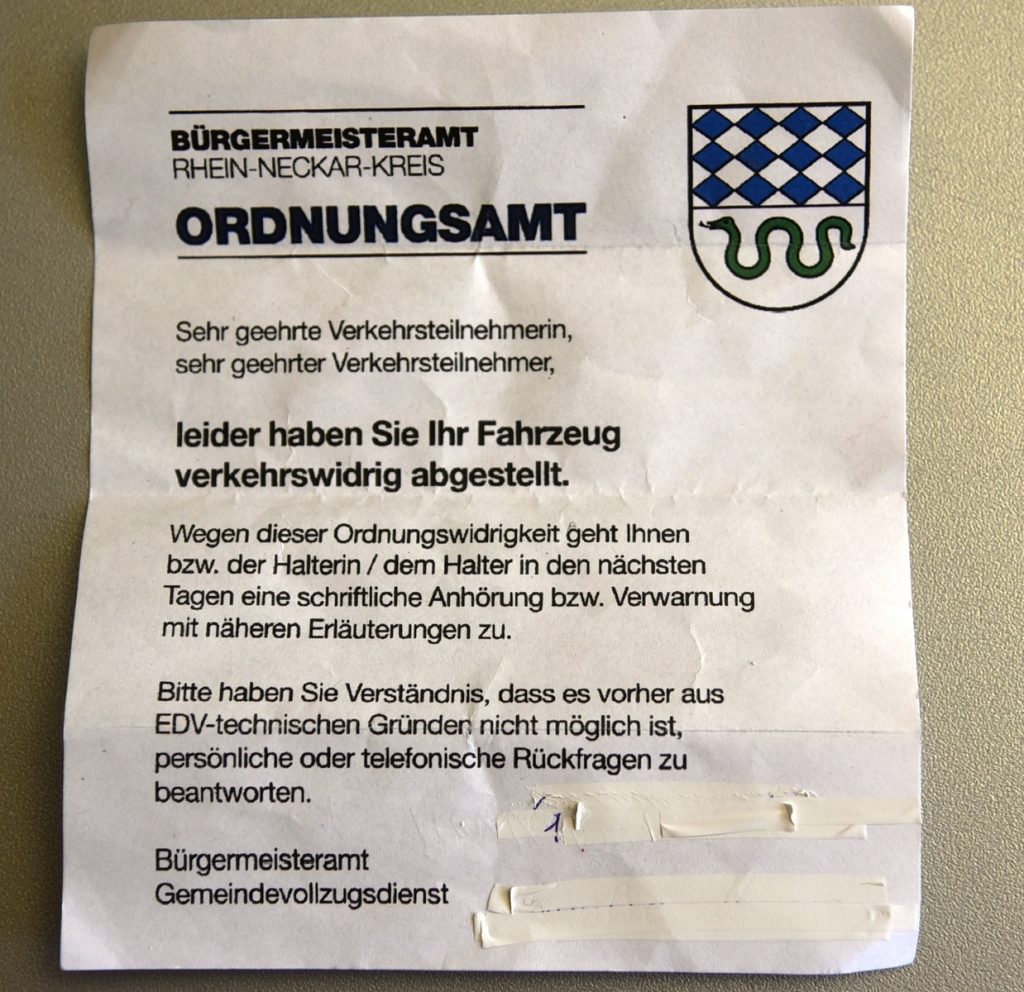 BÜRGERMEISTERAMT
RHEIN-NECKAR-KREIS
ORDNUNGSAMT
Sehr geehrte Verkehrsteilnehmerin,
sehr geehrter Verkehrsteilnehmer,
leider haben Sie Ihr Fahrzeug
verkehrswidrig abgestellt.
Wegen dieser Ordnungswidrigkeit geht Ihnen
bzw. der Halterin / dem Halter in den nächsten
Tagen eine schriftliche Anhörung bzw. Verwarnung
mit näheren Erläuterungen zu.
Bitte haben Sie Verständnis, dass es vorher aus
EDV-technischen Gründen nicht möglich ist,
persönliche oder telefonische Rückfragen zu
beantworten.
Bürgermeisteramt
Gemeindevollzugsdienst